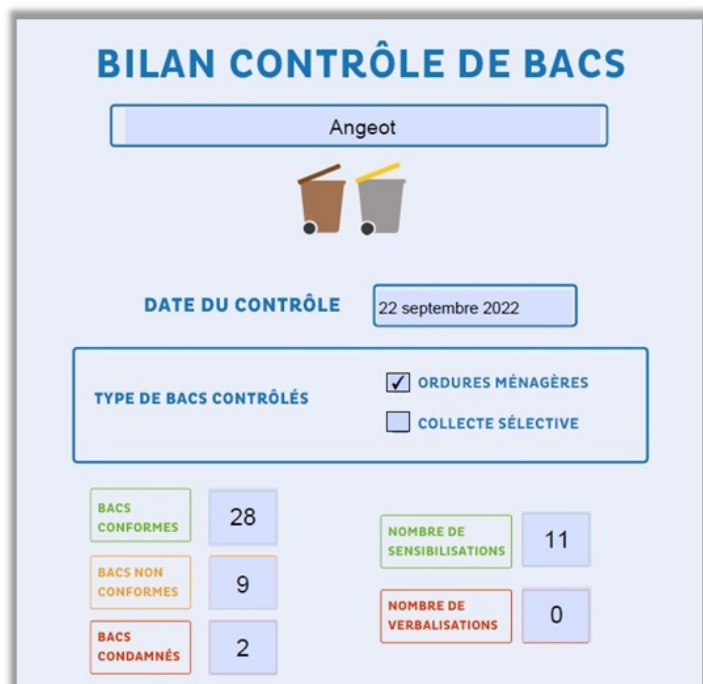 BILAN CONTRÔLE DE BACS
Angeot
DATE DU CONTRÔLE
22 septembre 2022
TYPE DE BACS CONTRÔLÉS
ORDURES MÉNAGÈRES
COLLECTE SÉLECTIVE
BACS
CONFORMES
28
BACS NON
CONFORMES
9
BACS
CONDAMNÉS
2
NOMBRE DE
SENSIBILISATIONS
11
NOMBRE DE
VERBALISATIONS
0